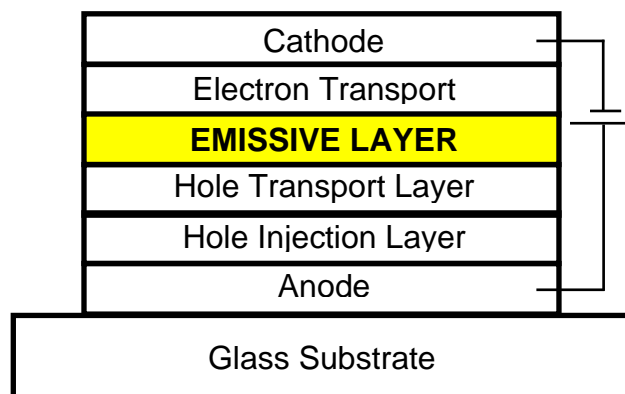 Cathode
Electron Transport
EMISSIVE LAYER
Hole Transport Layer
Hole Injection Layer
Anode
Glass Substrate